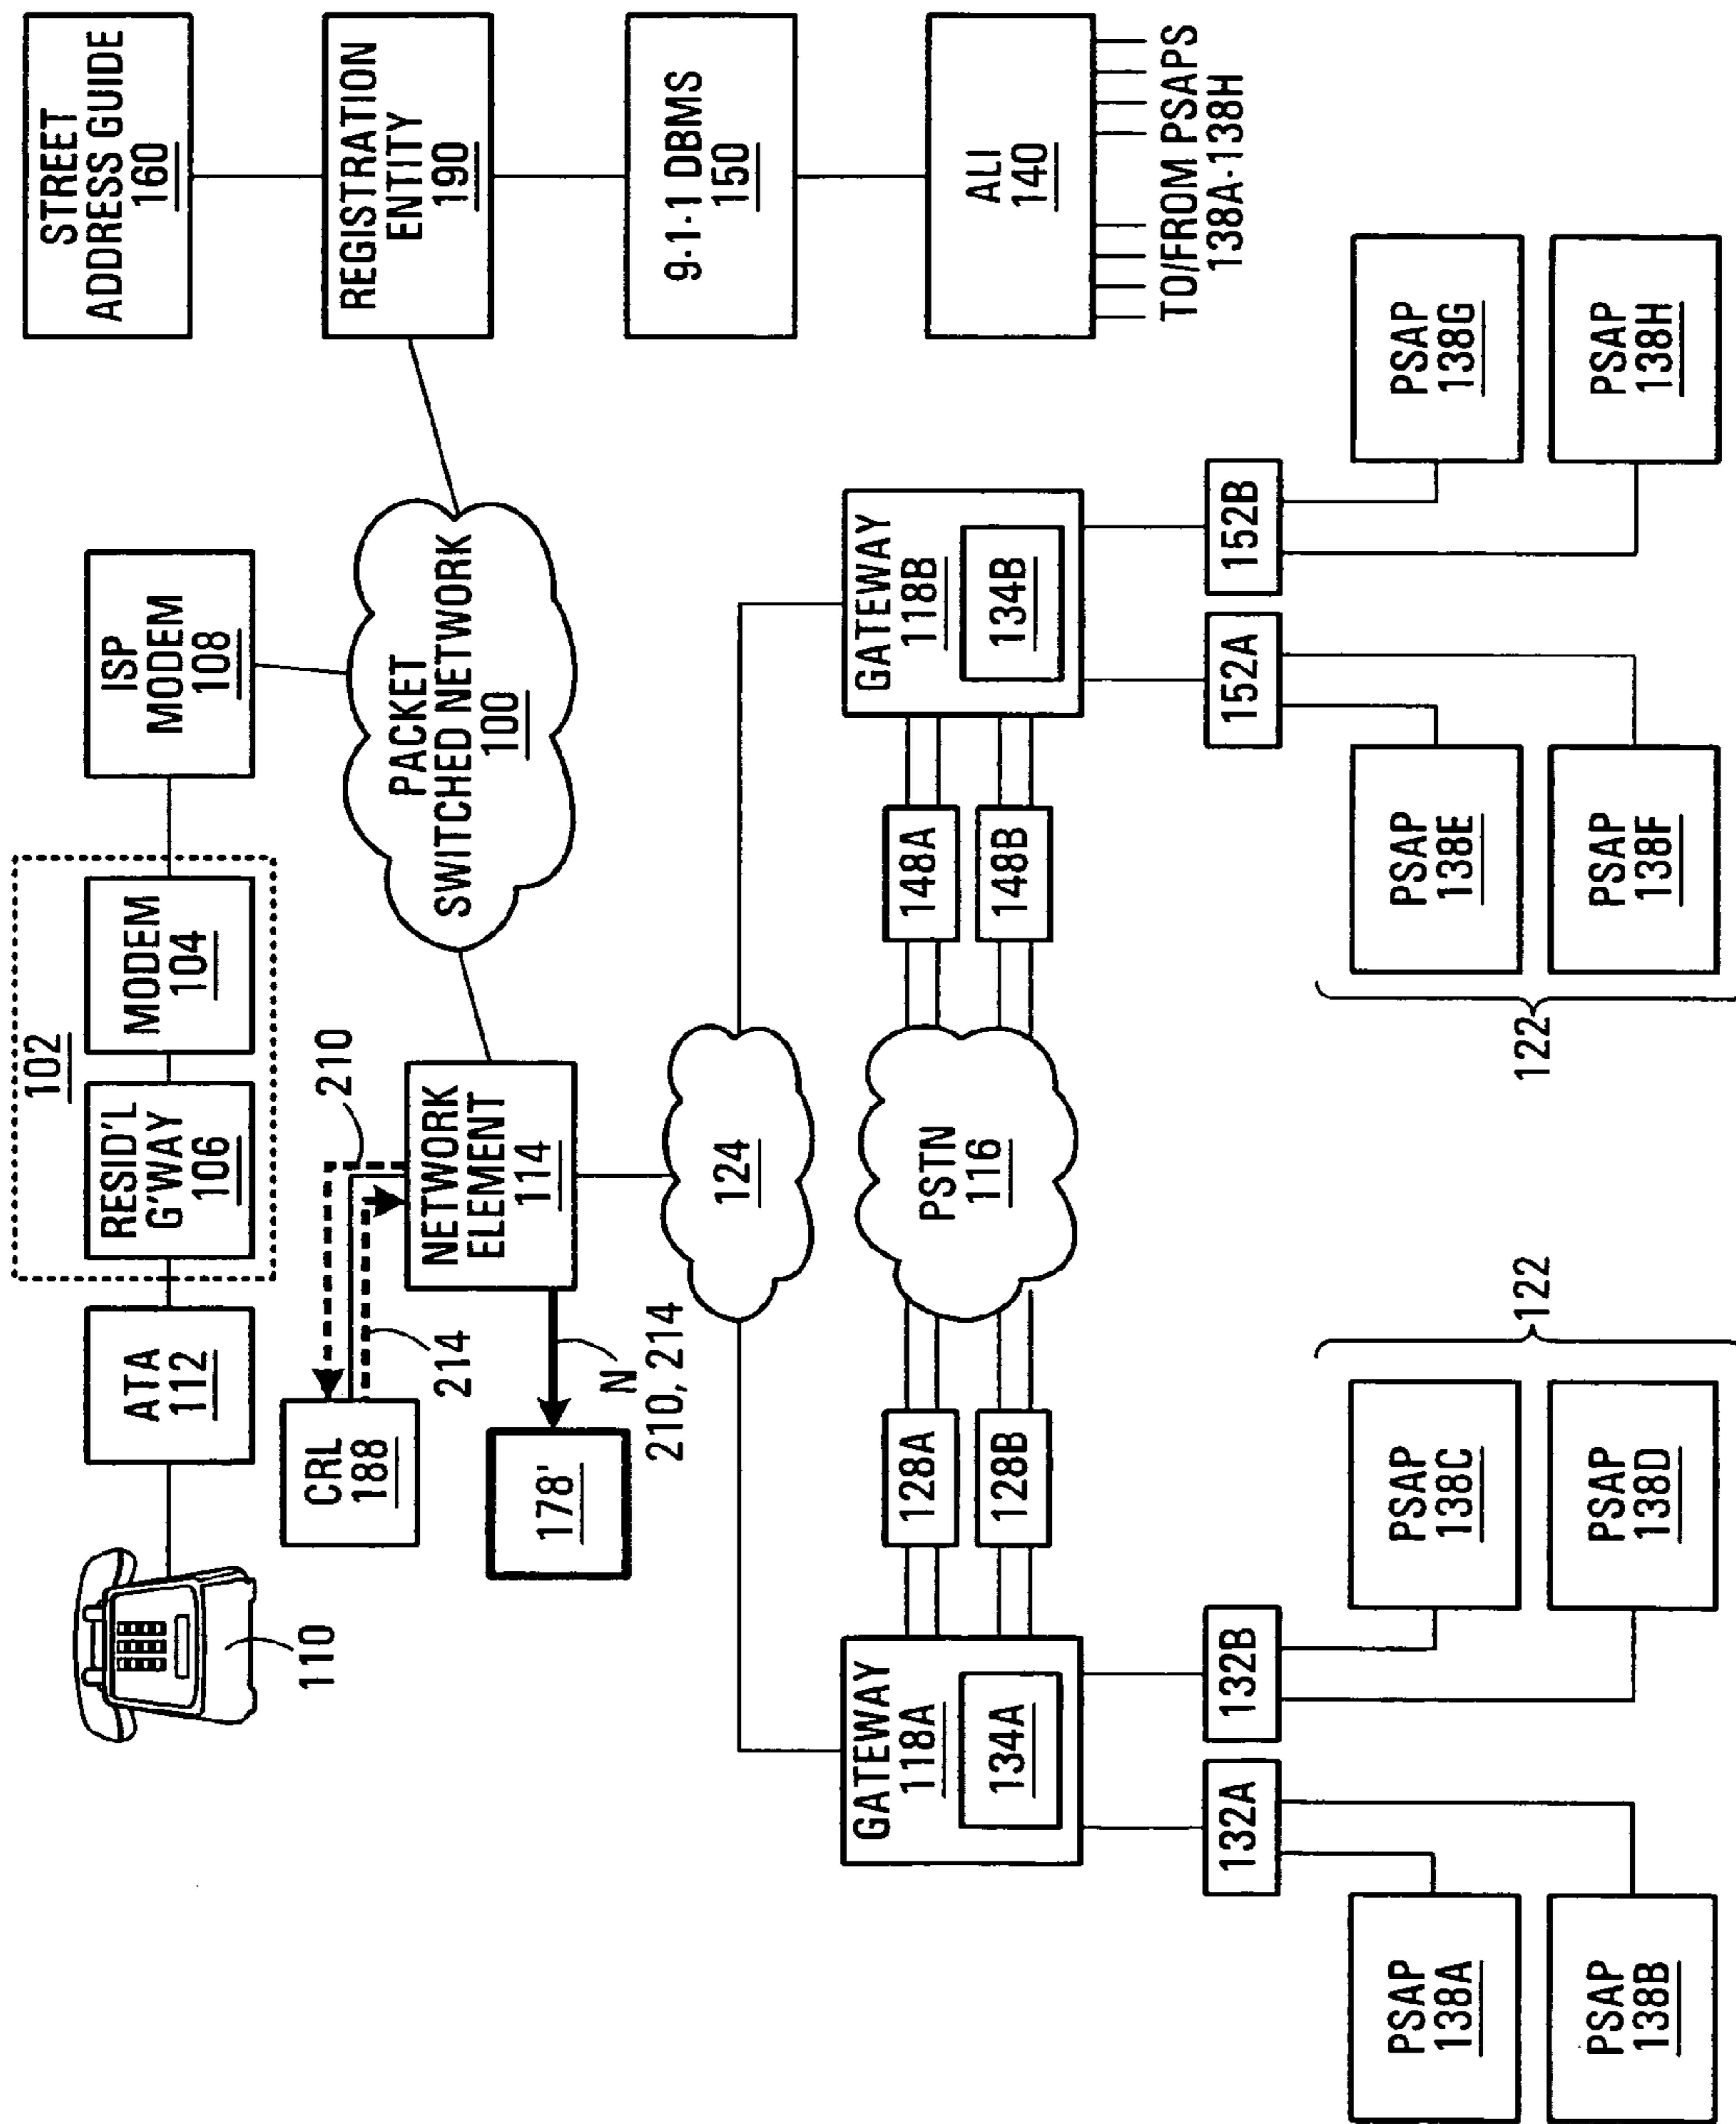 110
ATA
112
102
RESID'L
G'WAY
106
MODEM
104
ISP
MODEM
108
STREET
ADDRESS GUIDE
160
CRL
188
210
214
NETWORK
ELEMENT
114
PACKET
SWITCHED NETWORK
100
REGISTRATION
ENTITY
190
178'
N
210, 214
9-1-1 DBMS
150
124
GATEWAY
118A
134A
128A
128B
PSTN
116
148A
148B
GATEWAY
118B
134B
ALI
140
TO/FROM PSAPS
138A-138H
132A
132B
152A
152B
PSAP
138A
PSAP
138B
PSAP
138C
PSAP
138D
122
122
PSAP
138E
PSAP
138F
PSAP
138G
PSAP
138H